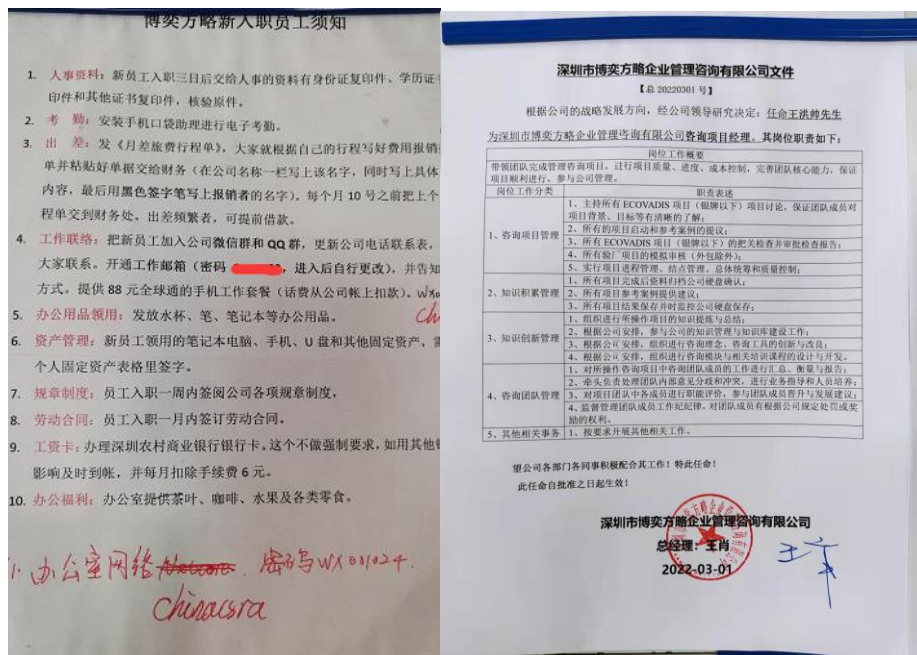 博奕方略新入职员工须知
1. 人事资料：新员工入职三日后交给人事的资料有身份证复印件、学历证书
印件和其他证书复印件，核验原件。
2. 考 勤：安装手机口袋助理进行电子考勤。
3. 出 差：发《月差旅费行程单》，大家就根据自己的行程写好费用报销
单并粘贴好单据交给财务（在公司名称一栏写上该名字，同时写上具体
内容，最后用黑色签字笔写上报销者的名字）。每个月 10 号之前把上个
程单交到财务处。出差频繁者，可提前借款。
4. 工作联络：把新员工加入公司微信群和 QQ 群，更新公司电话联系表，
大家联系。开通工作邮箱（密码 ，进入后自行更改），并告知
方式。提供 88 元全球通的手机工作套餐（话费从公司帐上扣款）。
5. 办公用品领用：发放水杯、笔、笔记本等办公用品。
6. 资产管理：新员工领用的笔记本电脑、手机、U 盘和其他固定资产，需
个人固定资产表格里签字。
7. 规章制度：员工入职一周内签阅公司各项规章制度，
8. 劳动合同：员工入职一月内签订劳动合同。
9. 工资卡：办理深圳农村商业银行银行卡。这个不做强制要求，如用其他银
影响及时到帐，并每月扣除手续费 6 元。
10. 办公福利：办公室提供茶叶、咖啡、水果及各类零食。
办公室网络 密码WX001024.
chinacsra
深圳市博奕方略企业管理咨询有限公司文件
【总 20220301 号】
根据公司的战略发展方向，经公司领导研究决定：任命王洪帅先生
为深圳市博奕方略企业管理咨询有限公司咨询项目经理。其岗位职责如下：
岗位工作概要
带领团队完成管理咨询项目，进行项目质量、进度、成本控制，完善团队核心能力，保证
项目顺利进行，参与公司管理。
岗位工作分类 职责表述
1、咨询项目管理
1、主持所有 ECOVADIS 项目（银牌以下）项目讨论，保证团队成员对
项目背景、目标等有清晰的了解；
2、所有的项目启动和参考案例的提议；
3、所有 ECOVADIS 项目（银牌以下）的把关检查并审批检查报告；
4、所有验厂项目的模拟审核（外包除外）；
5、实行项目进程管理、结点管理、总体统筹和质量控制；
2、知识积累管理
1、所有项目完成后资料归档公司硬盘确认；
2、所有项目参考案例提供建议；
3、所有项目结果保存并时监控公司硬盘保存；
3、知识创新管理
1、组织进行所操作项目的知识提炼与总结；
2、根据公司安排，参与公司的知识管理与知识库建设工作；
3、根据公司安排，组织进行咨询理念、咨询工具的创新与改良；
4、根据公司安排，组织进行咨询模块与相关培训课程的设计与开发。
4、咨询团队管理
1、对所操作咨询项目中咨询团队成员的工作进行汇总、衡量与报告；
2、牵头负责处理团队内部意见分歧和冲突，进行业务指导和人员培养；
3、对项目团队中各成员进行职能评价，参与团队成员晋升与发展建议；
4、监督管理团队成员工作纪律，对团队成员有根据公司规定处罚或奖
励的权利。
5、其他相关事务 1、按要求开展其他相关工作。
望公司各部门各同事积极配合其工作！特此任命！
此任命自批准之日起生效！
深圳市博奕方略企业管理咨询有限公司
总经理：王肖
2022-03-01